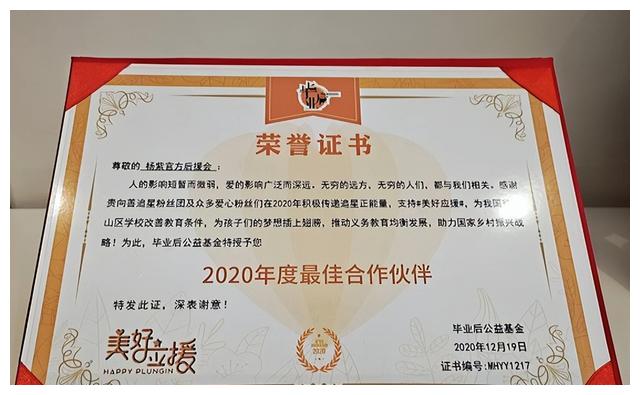 毕业后
荣誉证书
尊敬的 杨紫官方后援会：
人的影响短暂而微弱，爱的影响广泛而深远。无穷的远方、无穷的人们，都与我们相关。感谢
贵向善追星粉丝团及众多爱心粉丝们在2020年积极传递追星正能量，支持#美好应援#，为我国
山区学校改善教育条件，为孩子们的梦想插上翅膀，推动义务教育均衡发展，助力国家乡村振兴战
略！为此，毕业后公益基金特授予您
2020年度最佳合作伙伴
特发此证，深表谢意！
美好应援
HAPPY PLUNGIN
2020
毕业后公益基金
2020年12月19日
证书编号:MHYY1217